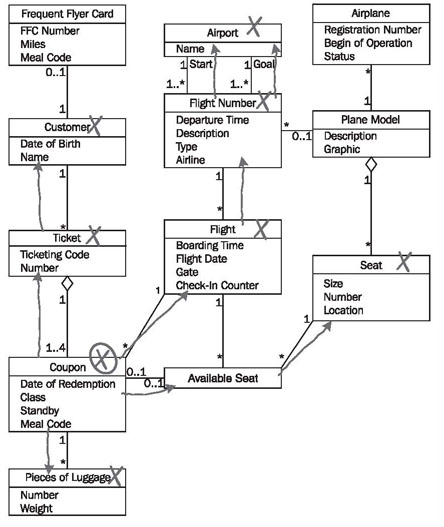 Frequent Flyer Card
FFC Number
Miles
Meal Code
0..1
1
Customer
Date of Birth
Name
1
*
Ticket
Ticketing Code
Number
1
1..4
Coupon
Date of Redemption
Class
Standby
Meal Code
1
*
Pieces of Luggage
Number
Weight
Airport
Name
1 Start
1 Goal
1..*
1..*
Flight Number
Departure Time
Description
Type
Airline
*
0..1
1
*
Flight
Boarding Time
Flight Date
Gate
Check-In Counter
1
*
1
*
0..1
0..1
Available Seat
*
1
Airplane
Registration Number
Begin of Operation
Status
*
1
Plane Model
Description
Graphic
1
*
Seat
Size
Number
Location